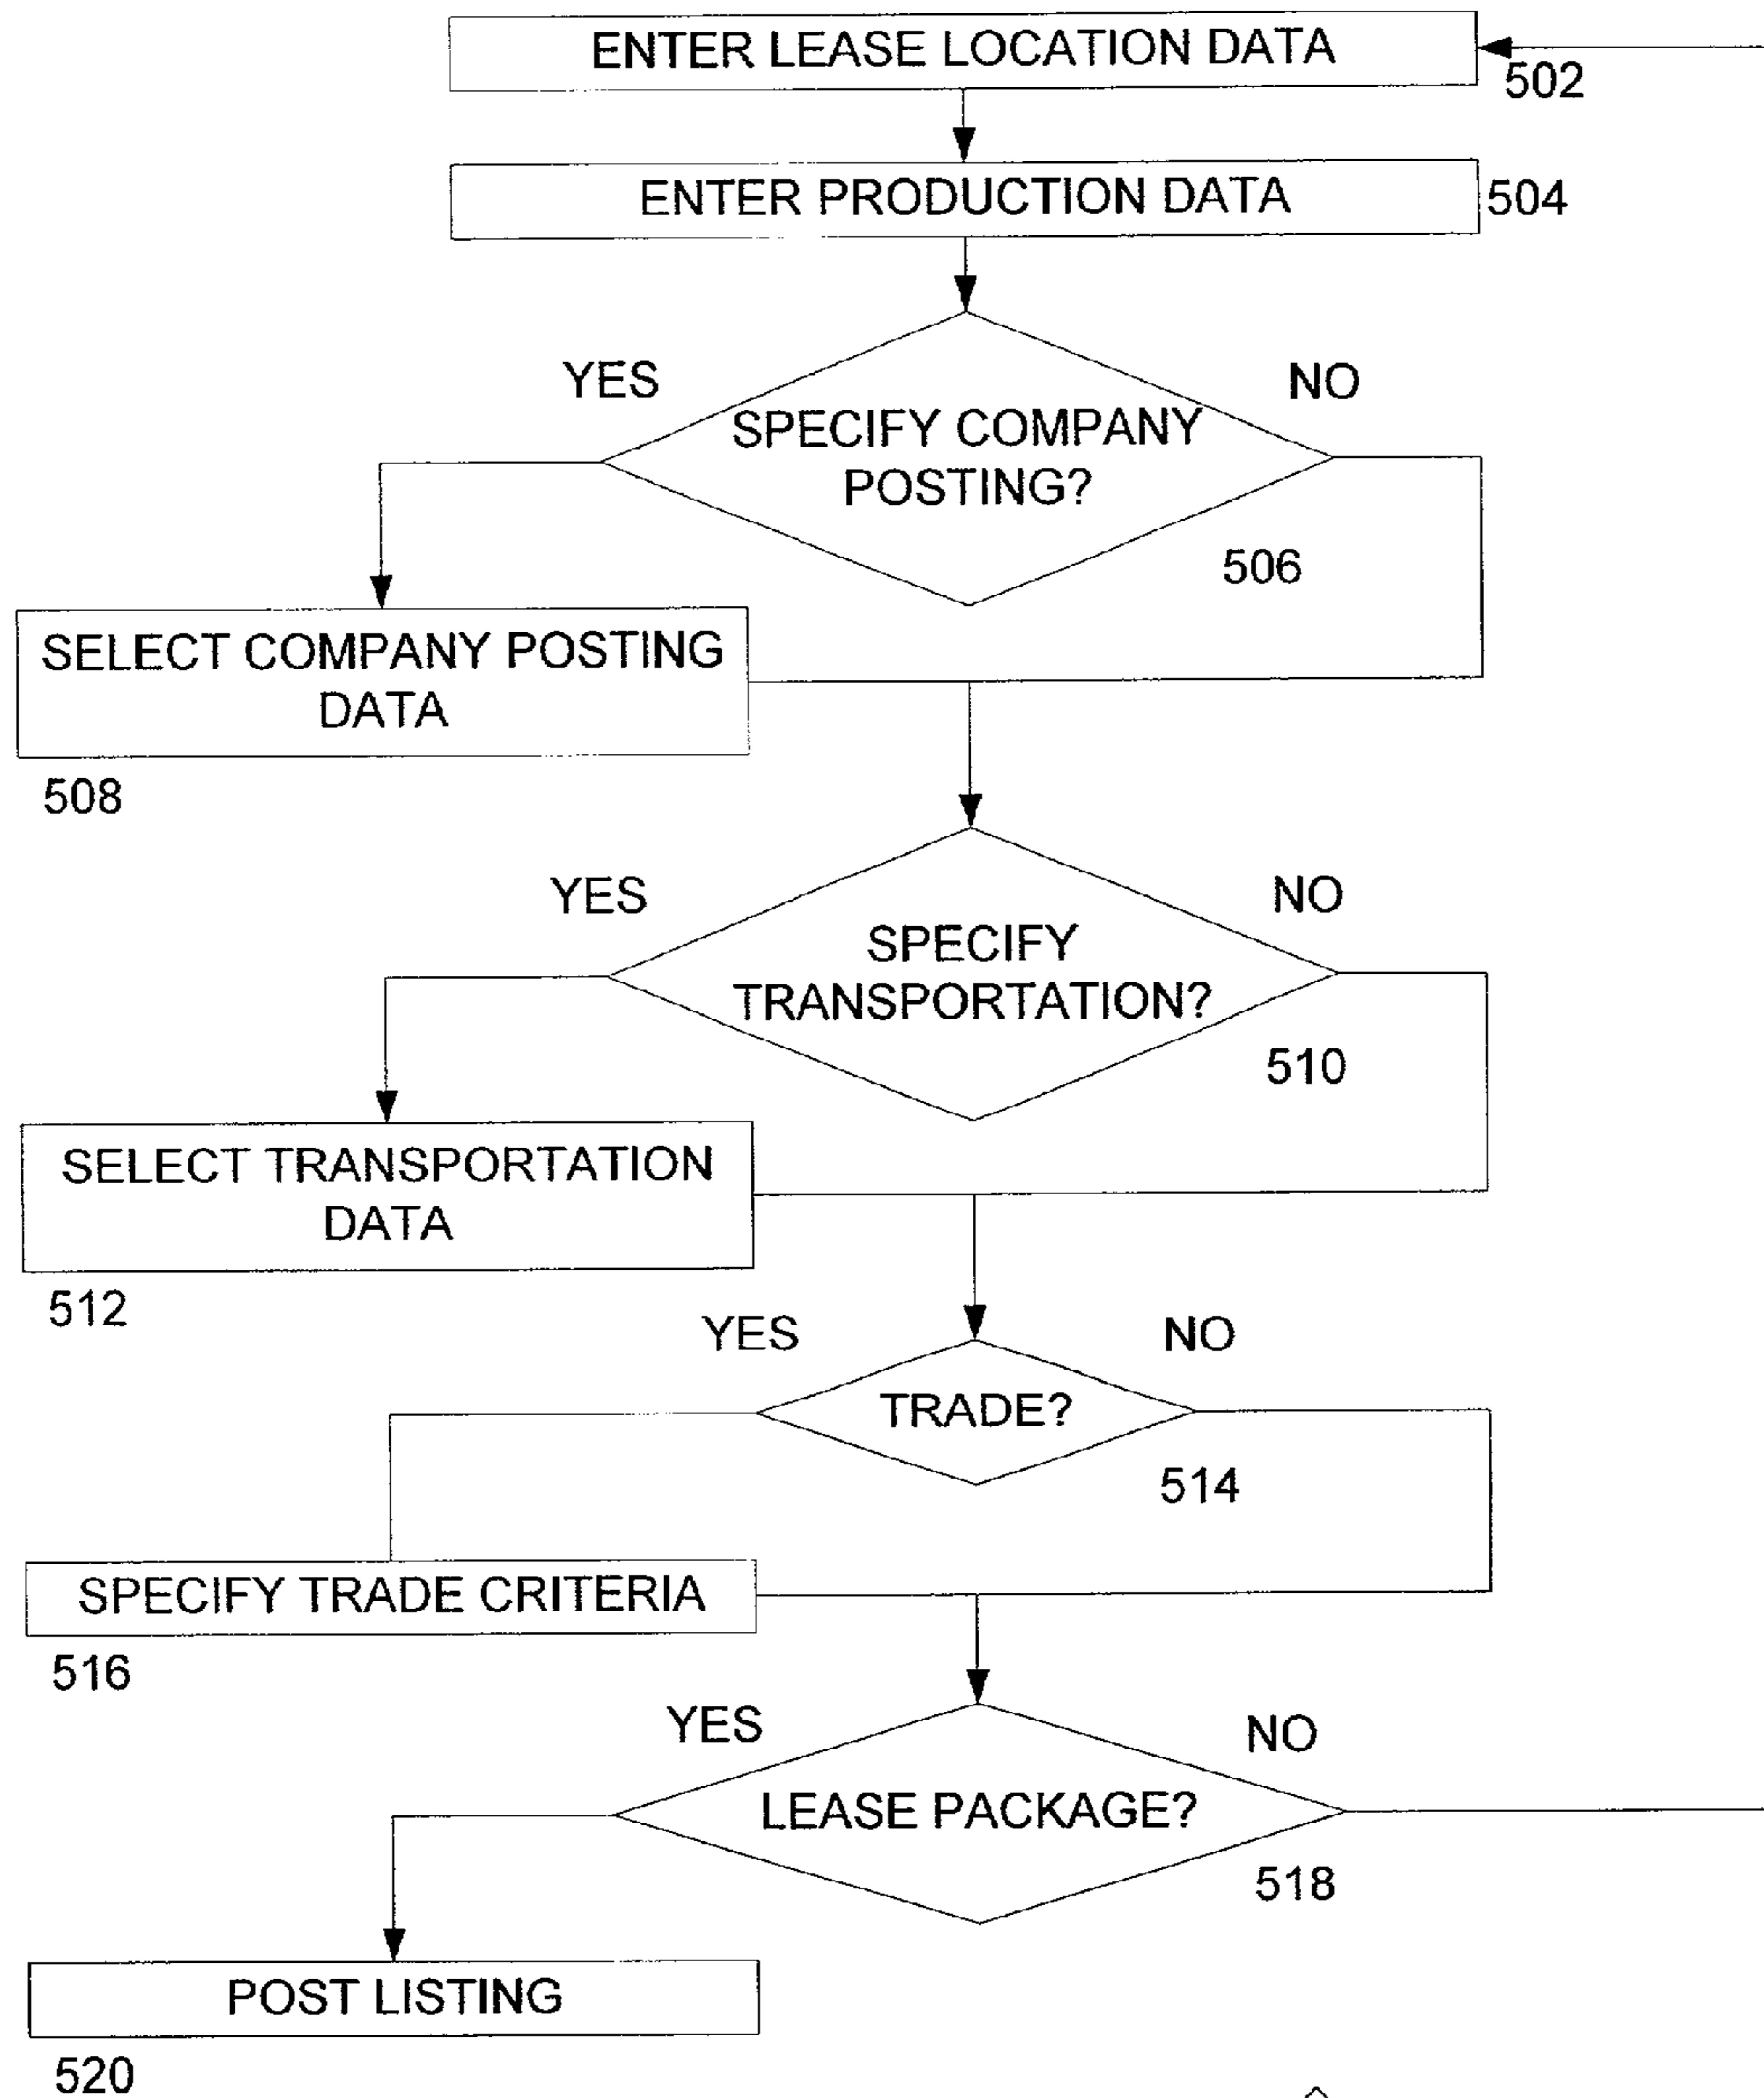 ENTER LEASE LOCATION DATA
502
ENTER PRODUCTION DATA
504
YES
NO
SPECIFY COMPANY
POSTING?
506
SELECT COMPANY POSTING
DATA
508
YES
NO
SPECIFY
TRANSPORTATION?
510
SELECT TRANSPORTATION
DATA
512
YES
NO
TRADE?
514
SPECIFY TRADE CRITERIA
516
YES
NO
LEASE PACKAGE?
518
POST LISTING
520